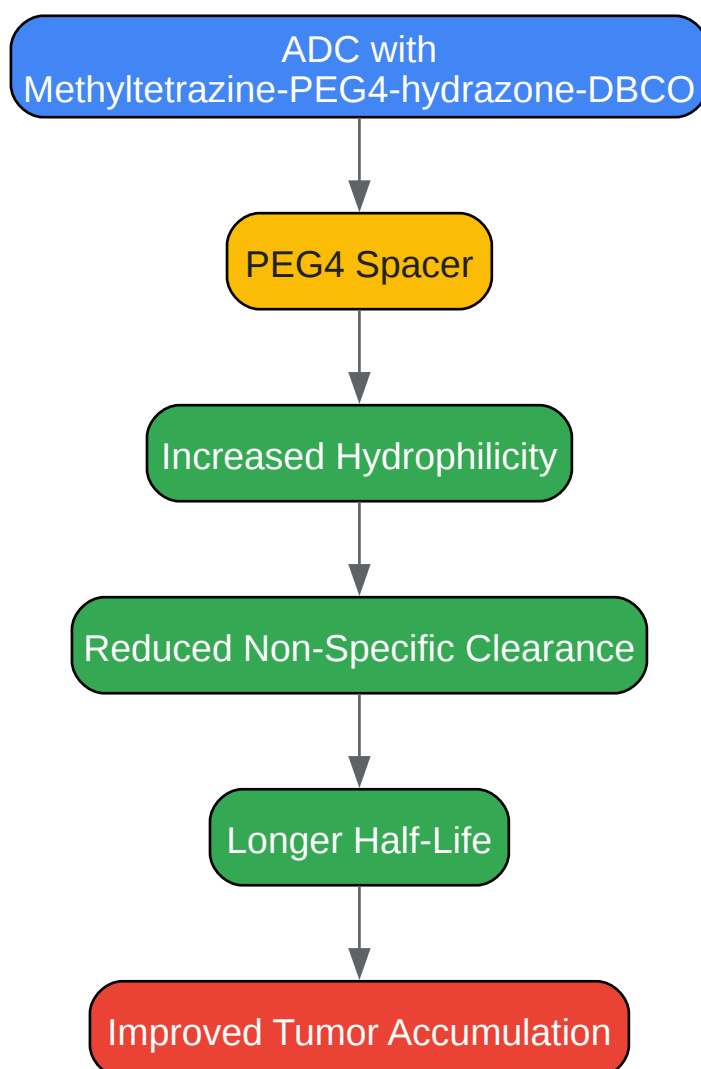 ADC with
Methyltetrazine-PEG4-hydrazone-DBCO
PEG4 Spacer
Increased Hydrophilicity
Reduced Non-Specific Clearance
Longer Half-Life
Improved Tumor Accumulation